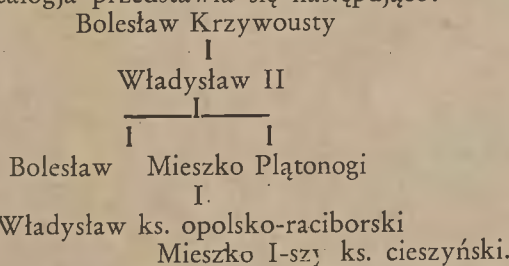 Bolesław Krzywousty
I
Władysław II
I
I I
Bolesław Mieszko Plątonogi
I.
Władysław ks. opolsko-raciborski
Mieszko I-szy ks. cieszyński.